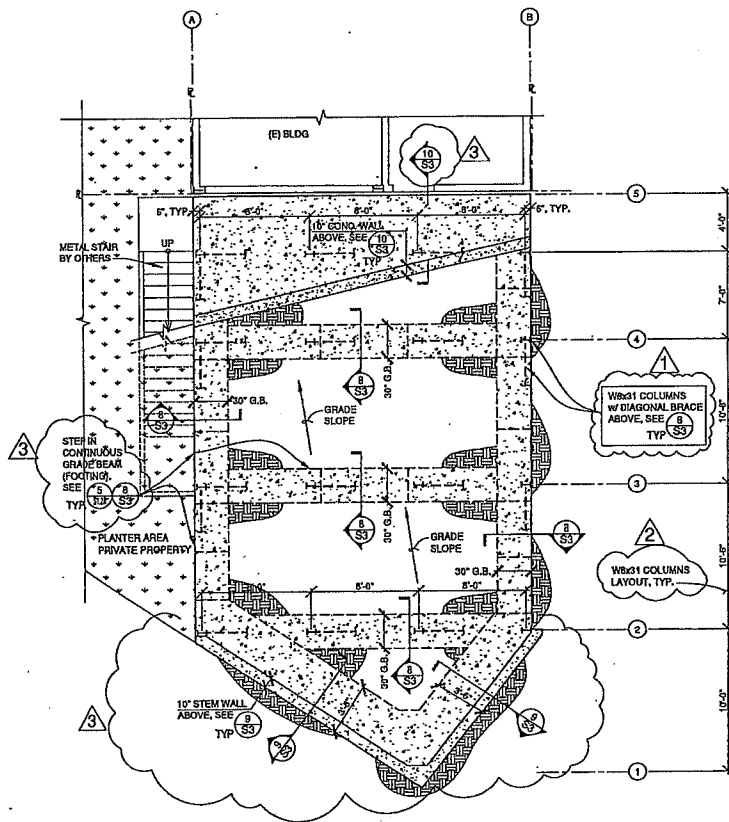 A
B
(E) BLDG
10
S3
3
5
5", TYP.
8'-0"
8'-0"
5", TYP.
4'-0"
10" CONC. WALL
ABOVE, SEE
10
S3
TYP
METAL STAIR
BY OTHERS
UP
7'-0"
4
30" G.B.
8
S3
GRADE
SLOPE
1
W8x31 COLUMNS
w/ DIAGONAL BRACE
ABOVE, SEE
8
S3
TYP
10'-6"
30" G.B.
8
S3
3
STEP IN
CONTINUOUS
GRADE BEAM
(FOOTING),
SEE
5
8
S3
TYP.
3
30" G.B.
8
S3
GRADE
SLOPE
8
S3
PLANTER AREA
PRIVATE PROPERTY
2
W8x31 COLUMNS
LAYOUT, TYP.
10'-6"
30" G.B.
8'-0"
2
30" G.B.
8
S3
10" STEM WALL
ABOVE, SEE
9
S3
TYP
3
9
S3
9
S3
10'-0"
1